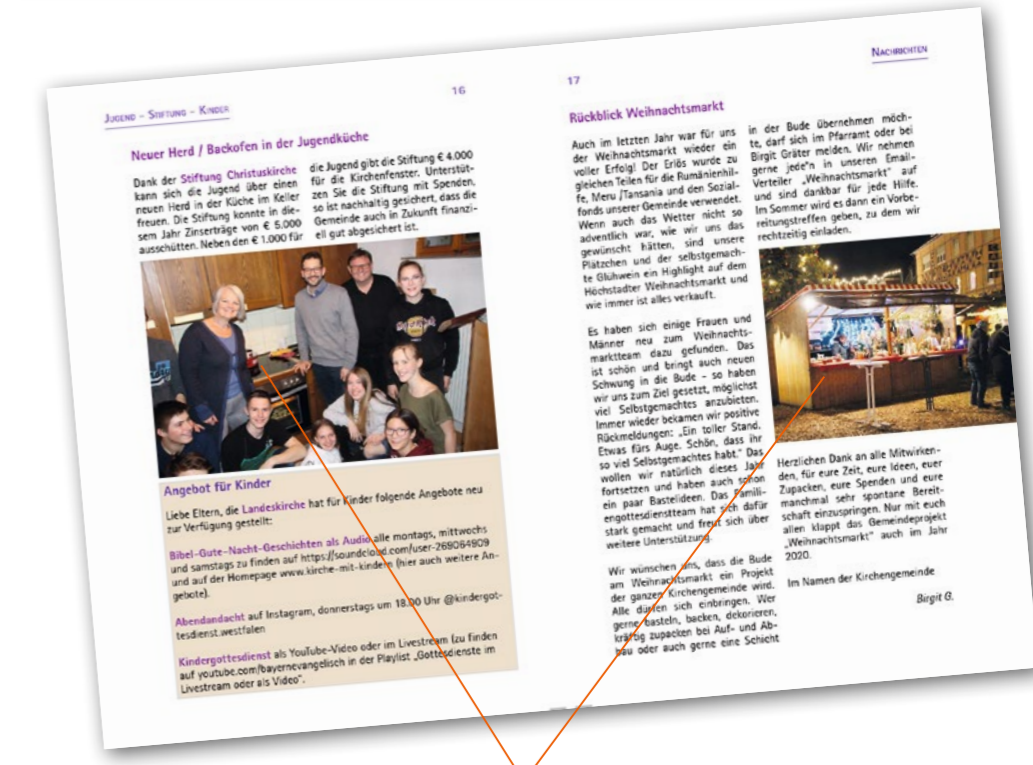 JUGEND – STIFTUNG – KINDER
16
Neuer Herd / Backofen in der Jugendküche
Dank der Stiftung Christuskirche
kann sich die Jugend über einen
neuen Herd in der Küche im Keller
freuen. Die Stiftung konnte in die-
sem Jahr Zinserträge von € 5.000
ausschütten. Neben den € 1.000 für
die Jugend gibt die Stiftung € 4.000
für die Kirchenfenster. Unterstüt-
zen Sie die Stiftung mit Spenden,
so ist nachhaltig gesichert, dass die
Gemeinde auch in Zukunft finanzi-
ell gut abgesichert ist.
Angebot für Kinder
Liebe Eltern, die Landeskirche hat für Kinder folgende Angebote neu
zur Verfügung gestellt:
Bibel-Gute-Nacht-Geschichten als Audio alle montags, mittwochs
und samstags zu finden auf https://soundcloud.com/user-269064909
und auf der Homepage www.kirche-mit-kindern (hier auch weitere An-
gebote).
Abendandacht auf Instagram, donnerstags um 18.00 Uhr @kindergot-
tesdienst.westfalen
Kindergottesdienst als YouTube-Video oder im Livestream (zu finden
auf youtube.com/bayernevangelisch in der Playlist „Gottesdienste im
Livestream oder als Video".
17
NACHRICHTEN
Rückblick Weihnachtsmarkt
Auch im letzten Jahr war für uns
der Weihnachtsmarkt wieder ein
voller Erfolg! Der Erlös wurde zu
gleichen Teilen für die Rumänienhil-
fe, Meru /Tansania und den Sozial-
fonds unserer Gemeinde verwendet.
Wenn auch das Wetter nicht so
adventlich war, wie wir uns das
gewünscht hätten, sind unsere
Plätzchen und der selbstgemach-
te Glühwein ein Highlight auf dem
Höchstadter Weihnachtsmarkt und
wie immer ist alles verkauft.
Es haben sich einige Frauen und
Männer neu zum Weihnachts-
marktteam dazu gefunden. Das
ist schön und bringt auch neuen
Schwung in die Bude – so haben
wir uns zum Ziel gesetzt, möglichst
viel Selbstgemachtes anzubieten.
Immer wieder bekamen wir positive
Rückmeldungen: „Ein toller Stand.
Etwas fürs Auge. Schön, dass ihr
so viel Selbstgemachtes habt." Das
wollen wir natürlich dieses Jahr
fortsetzen und haben auch schon
ein paar Bastelideen. Das Famili-
engottesdienstteam hat sich dafür
stark gemacht und freut sich über
weitere Unterstützung.
Wir wünschen uns, dass die Bude
am Weihnachtsmarkt ein Projekt
der ganzen Kirchengemeinde wird.
Alle dürfen sich einbringen. Wer
gerne basteln, backen, dekorieren,
kräftig zupacken bei Auf- und Ab-
bau oder auch gerne eine Schicht
in der Bude übernehmen möch-
te, darf sich im Pfarramt oder bei
Birgit Gräter melden. Wir nehmen
gerne jede*n in unseren Email-
Verteiler „Weihnachtsmarkt" auf
und sind dankbar für jede Hilfe.
Im Sommer wird es dann ein Vorbe-
reitungstreffen geben, zu dem wir
rechtzeitig einladen.
Herzlichen Dank an alle Mitwirken-
den, für eure Zeit, eure Ideen, euer
Zupacken, eure Spenden und eure
manchmal sehr spontane Bereit-
schaft einzuspringen. Nur mit euch
allen klappt das Gemeindeprojekt
„Weihnachtsmarkt" auch im Jahr
2020.
Im Namen der Kirchengemeinde
Birgit G.